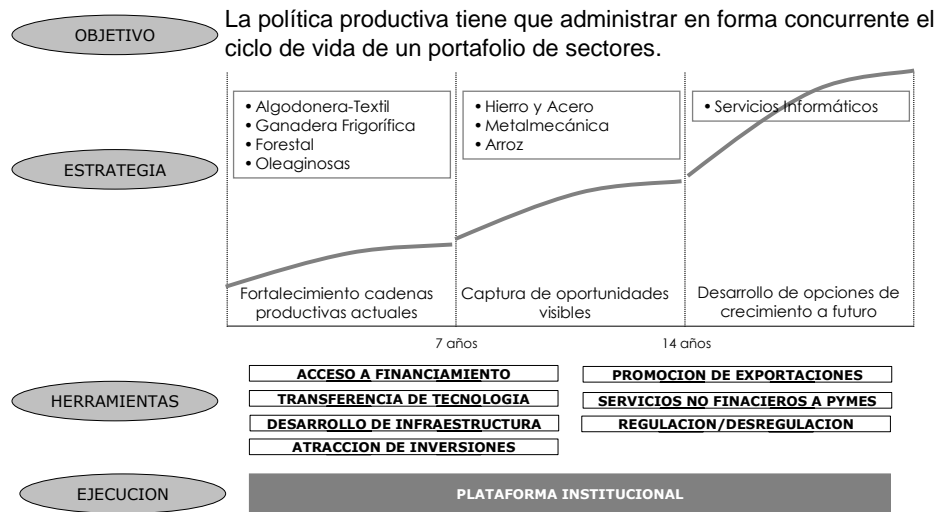 OBJETIVO
La política productiva tiene que administrar en forma concurrente el
ciclo de vida de un portafolio de sectores.
ESTRATEGIA
• Algodonera-Textil
• Ganadera Frigorífica
• Forestal
• Oleaginosas
• Hierro y Acero
• Metalmecánica
• Arroz
• Servicios Informáticos
Fortalecimiento cadenas
productivas actuales
Captura de oportunidades
visibles
Desarrollo de opciones de
crecimiento a futuro
7 años
14 años
HERRAMIENTAS
ACCESO A FINANCIAMIENTO
TRANSFERENCIA DE TECNOLOGIA
DESARROLLO DE INFRAESTRUCTURA
ATRACCION DE INVERSIONES
PROMOCION DE EXPORTACIONES
SERVICIOS NO FINACIEROS A PYMES
REGULACION/DESREGULACION
EJECUCION
PLATAFORMA INSTITUCIONAL